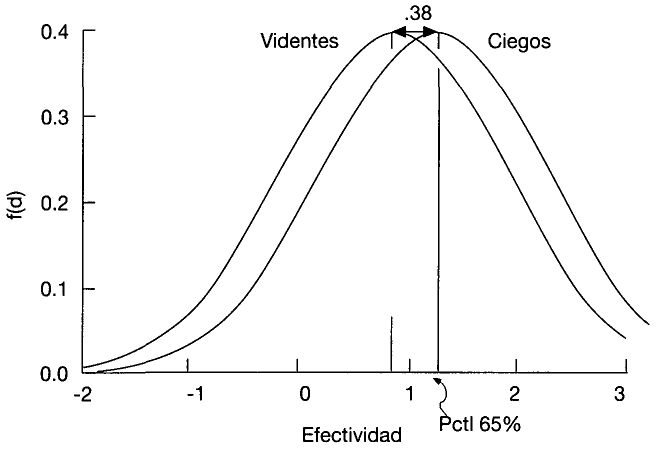 .38
Videntes
Ciegos
0.4
0.3
0.2
0.1
0.0
f(d)
-2
-1
0
1
2
3
Pctl 65%
Efectividad